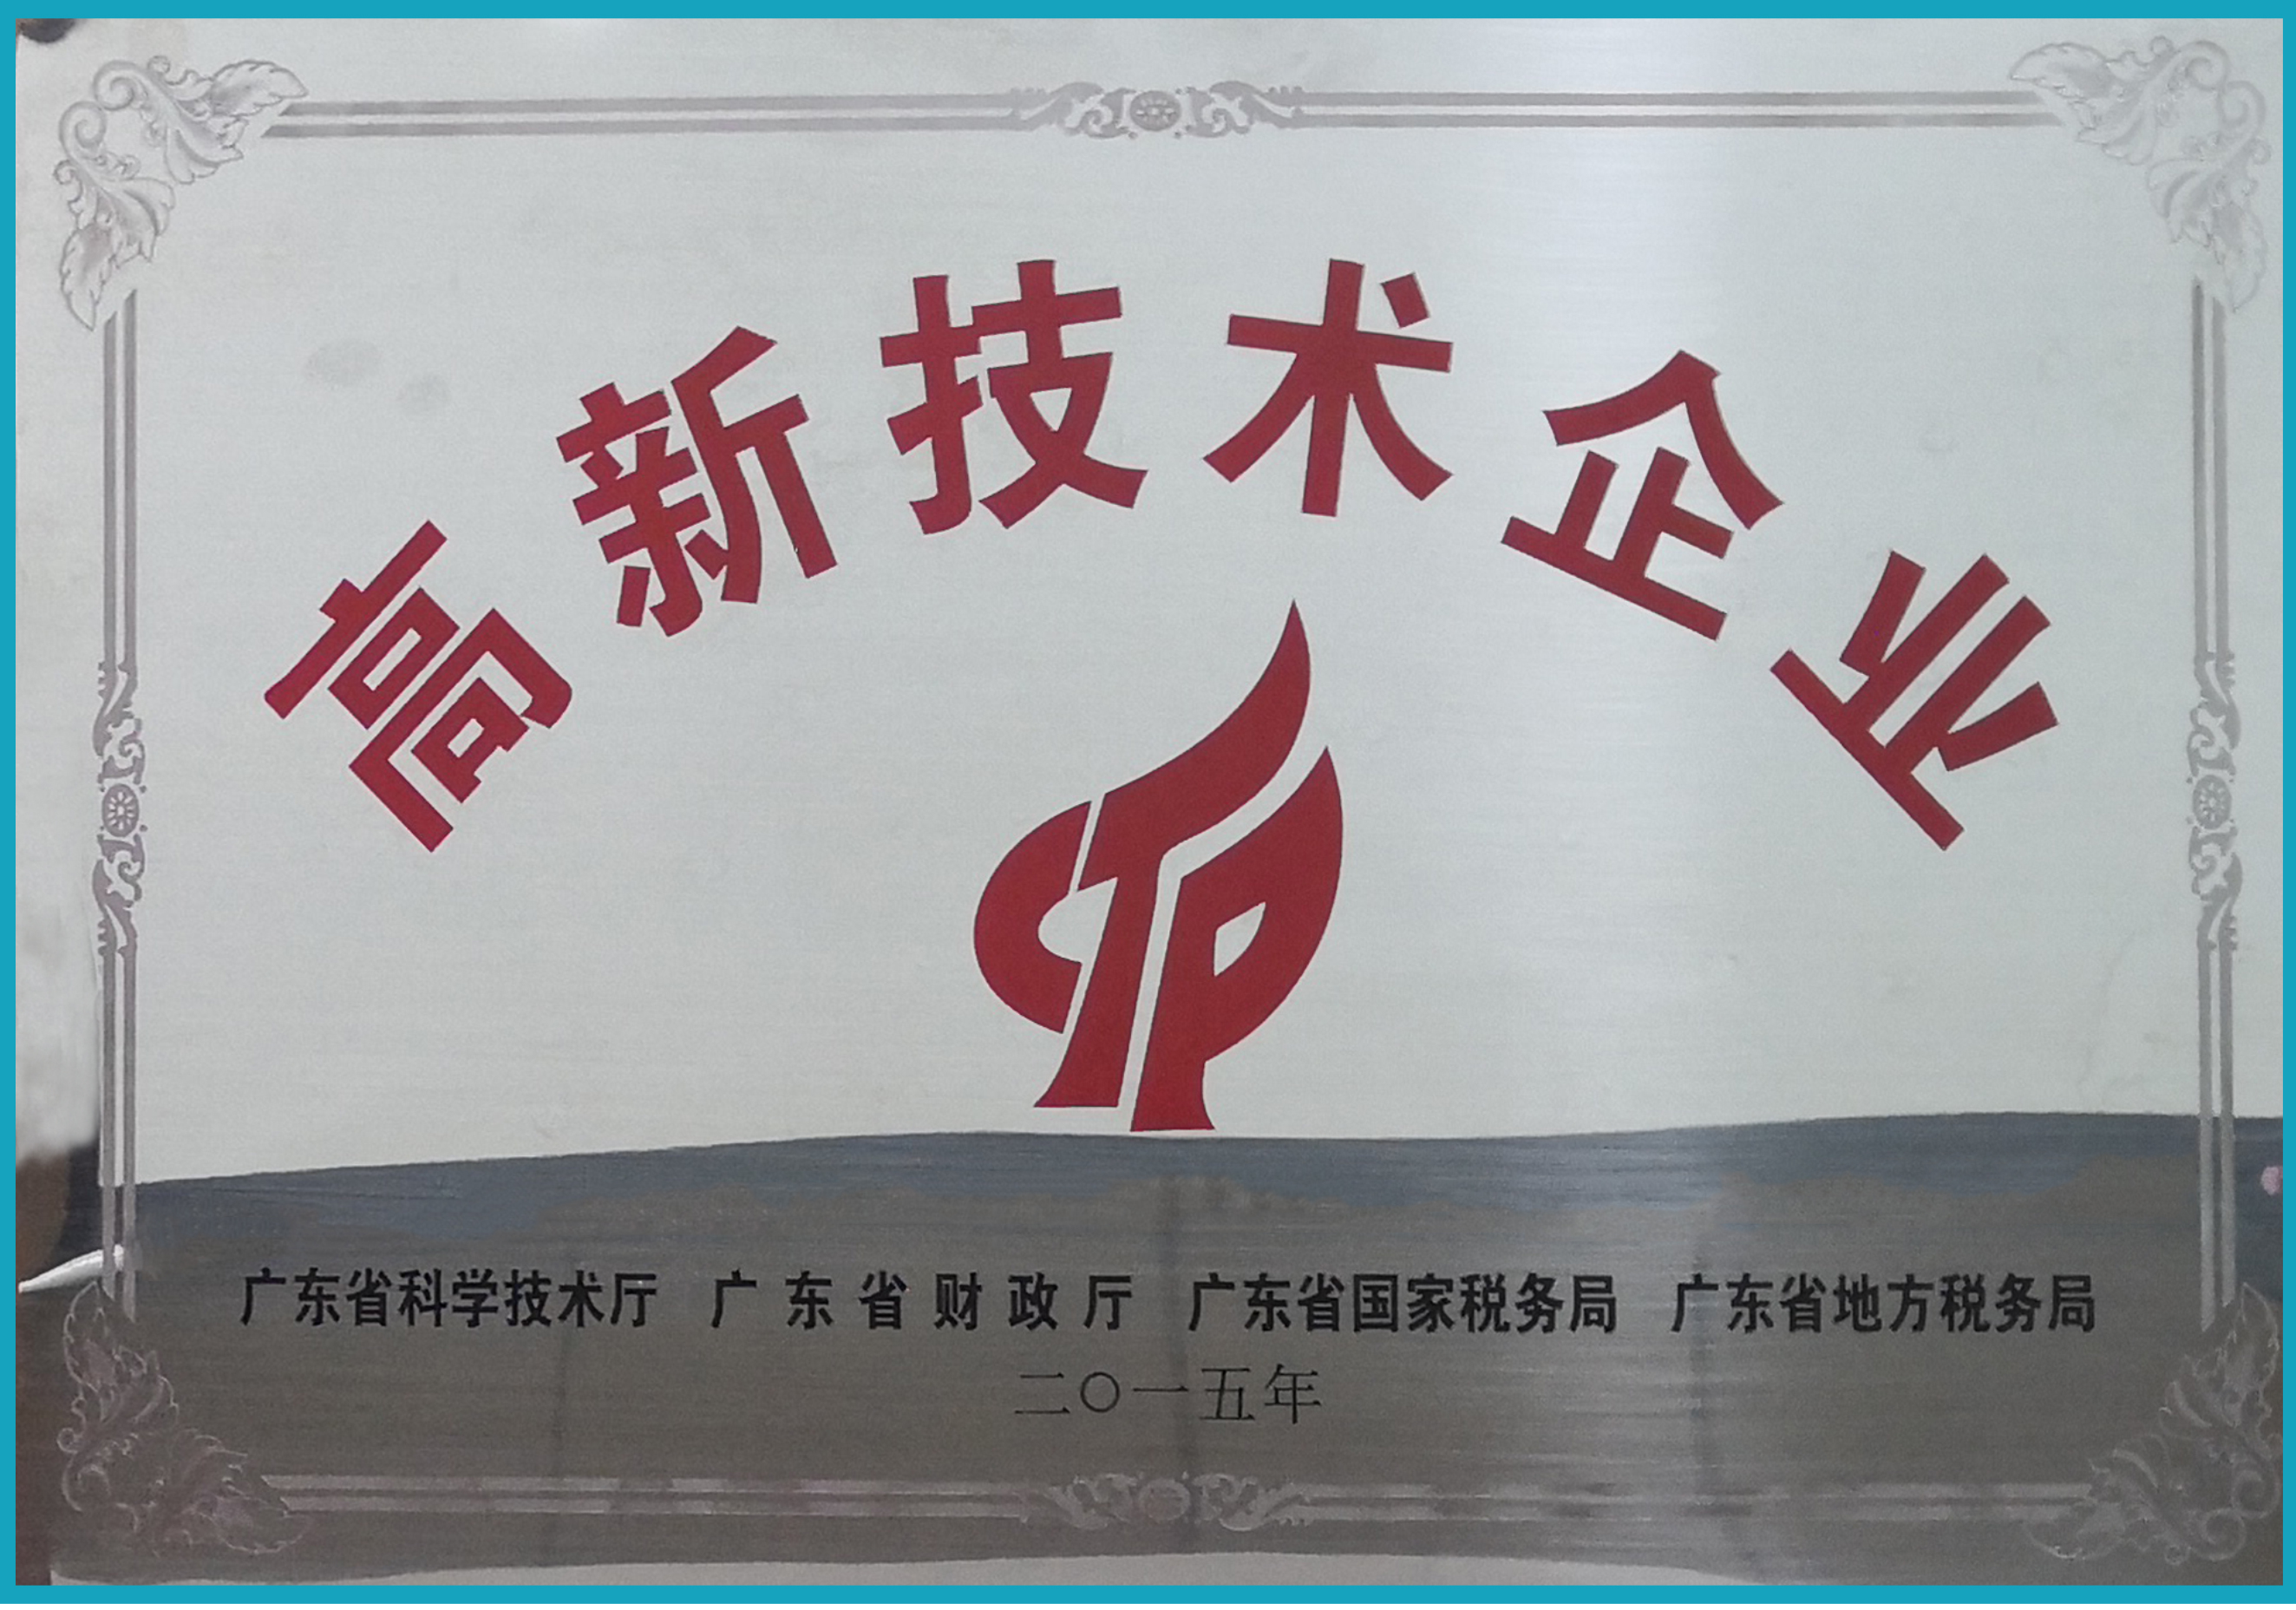 高新技术企业
广东省科学技术厅 广东省财政厅 广东省国家税务局 广东省地方税务局
二〇一五年